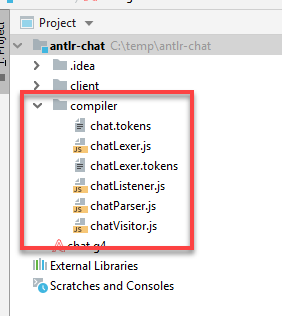 Project
antlr-chat C:\temp\antlr-chat
.idea
client
compiler
chat.tokens
chatLexer.js
chatLexer.tokens
chatListener.js
chatParser.js
chatVisitor.js
chat.g4
External Libraries
Scratches and Consoles
1: Project